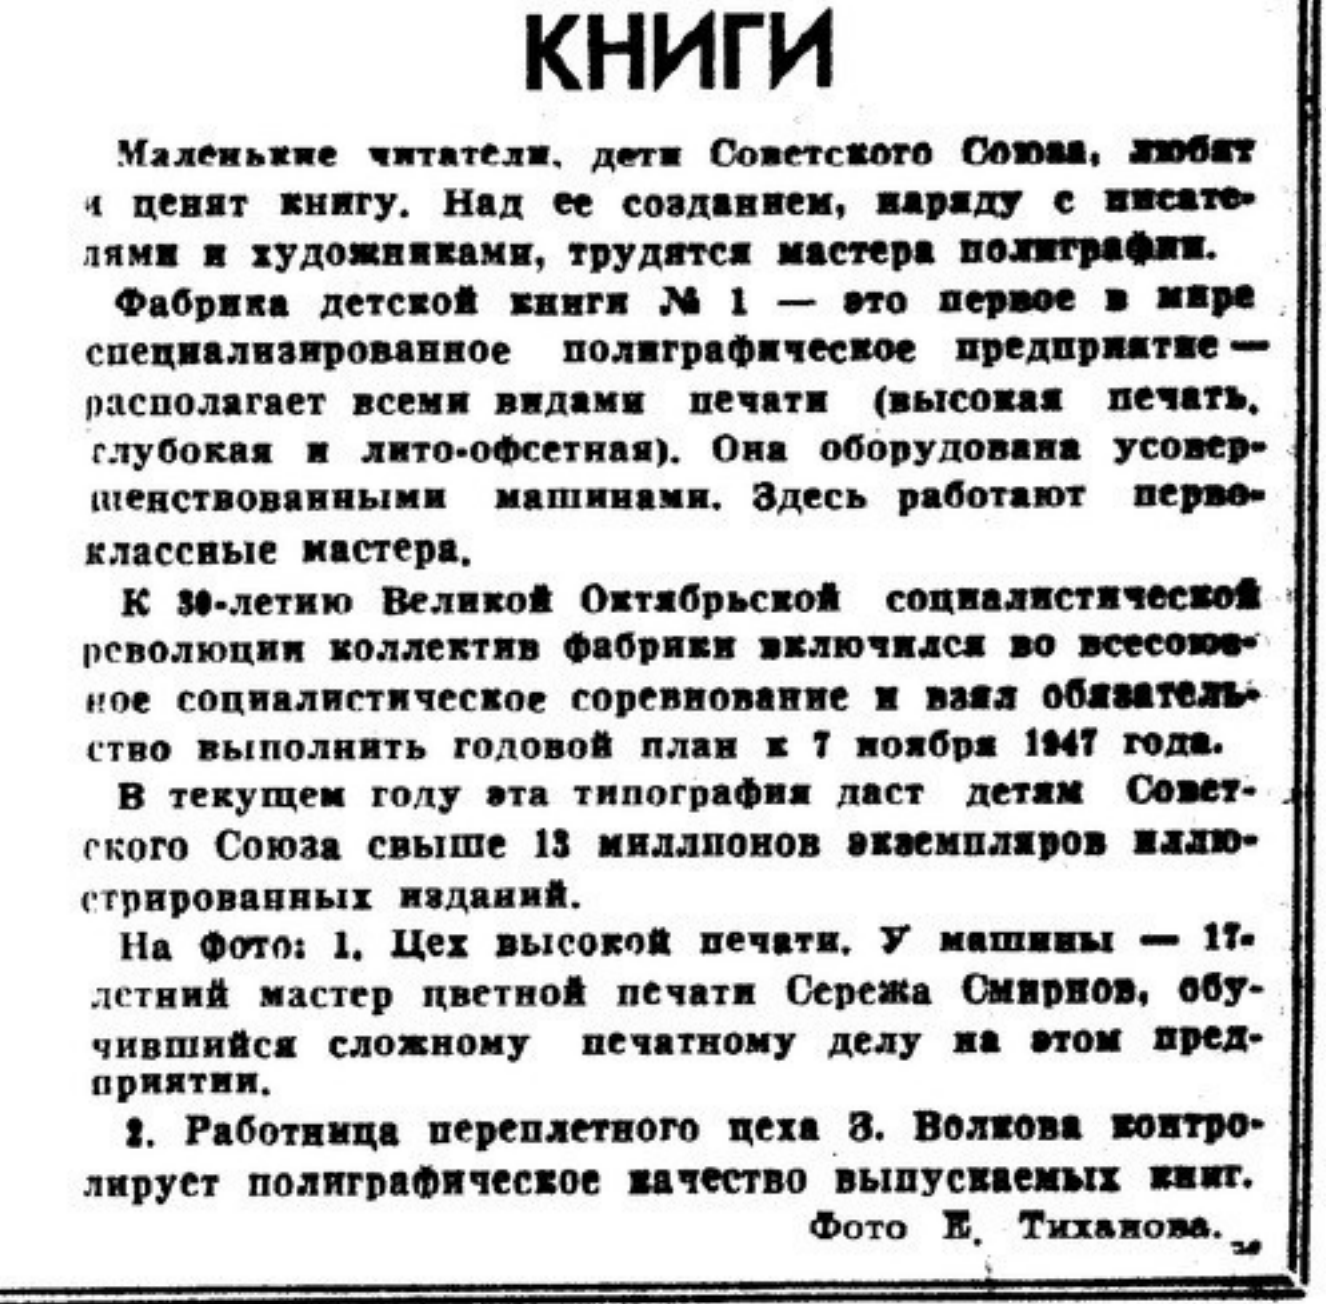 КНИГИ
Маленькие читатели, дети Советского Союза, любят
и ценят книгу. Над ее созданием, наряду с писате-
лями и художниками, трудятся мастера полиграфии.
Фабрика детской книги № 1 — это первое в мире
специализированное полиграфическое предприятие —
располагает всеми видами печати (высокая печать,
глубокая и лито-офсетная). Она оборудована усовер-
шенствованными машинами. Здесь работают перво-
классные мастера.
К 30-летию Великой Октябрьской социалистической
революции коллектив фабрики включился во всесоюз-
ное социалистическое соревнование и взял обязатель-
ство выполнить годовой план к 7 ноября 1947 года.
В текущем году эта типография даст детям Совет-
ского Союза свыше 13 миллионов экземпляров иллю-
стрированных изданий.
На фото: 1. Цех высокой печати. У машины — 17-
летний мастер цветной печати Сережа Смирнов, обу-
чившийся сложному печатному делу на этом пред-
приятии.
2. Работница переплетного цеха З. Волкова контро-
лирует полиграфическое качество выпускаемых книг.
Фото Е. Тиханова.